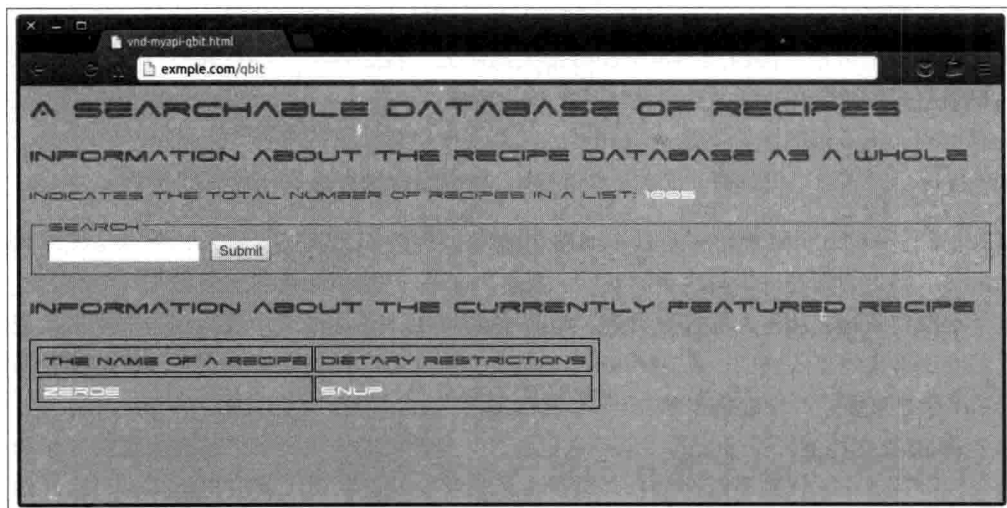 vnd-myapi-qbit.html
exmple.com/qbit
A SEARCHABLE DATABASE OF RECIPES
INFORMATION ABOUT THE RECIPE DATABASE AS A WHOLE
INDICATES THE TOTAL NUMBER OF RECIPES IN A LIST: 1825
SEARCH
Submit
INFORMATION ABOUT THE CURRENTLY FEATURED RECIPE
THE NAME OF A RECIPE DIETARY RESTRICTIONS
ZERDE SNUP